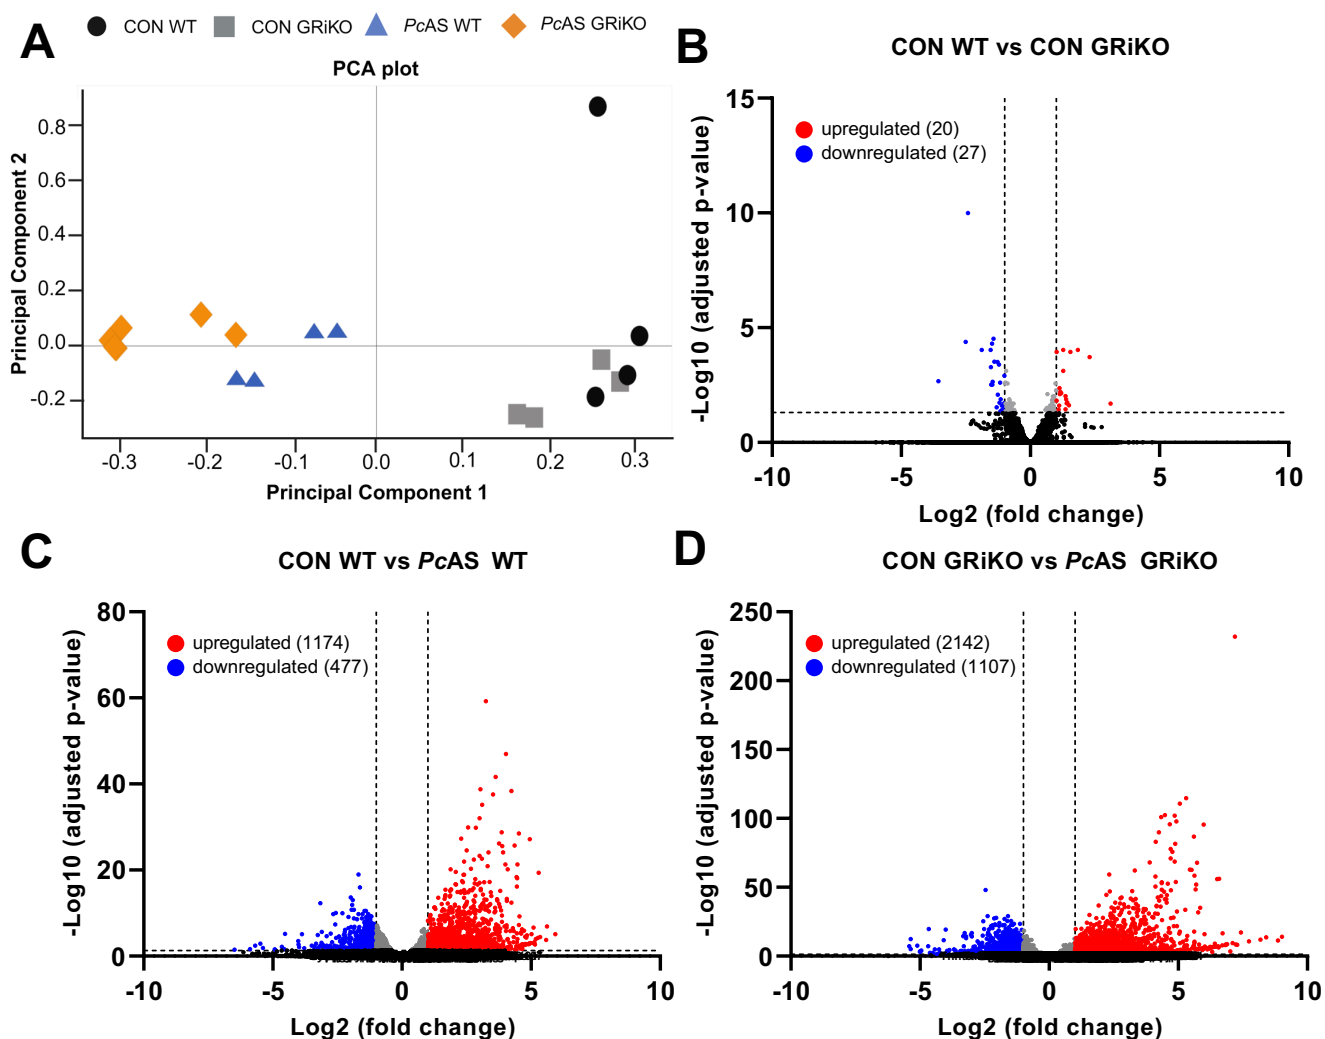 A
CON WT
CON GRiKO
PcAS WT
PcAS GRiKO
PCA plot
Principal Component 2
0.8
0.6
0.4
0.2
0.0
-0.2
-0.3
-0.2
-0.1
0.0
0.1
0.2
0.3
Principal Component 1
B
CON WT vs CON GRiKO
-Log10 (adjusted p-value)
15
10
5
0
upregulated (20)
downregulated (27)
-10
-5
0
5
10
Log2 (fold change)
C
CON WT vs PcAS WT
-Log10 (adjusted p-value)
80
60
40
20
0
upregulated (1174)
downregulated (477)
-10
-5
0
5
10
Log2 (fold change)
D
CON GRiKO vs PcAS GRiKO
-Log10 (adjusted p-value)
250
200
150
100
50
0
upregulated (2142)
downregulated (1107)
-10
-5
0
5
10
Log2 (fold change)